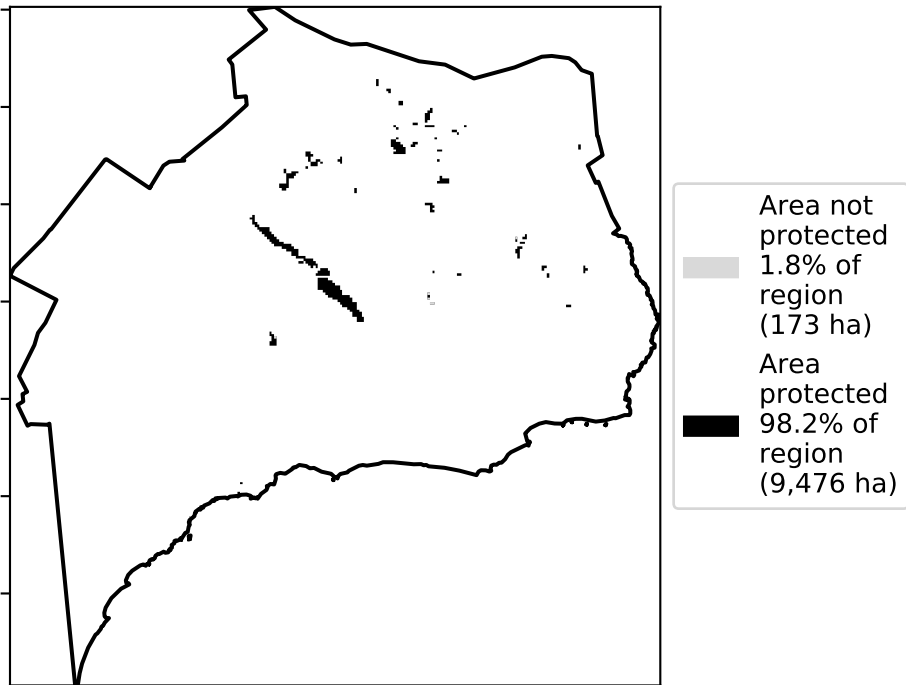 Area not
protected
1.8% of
region
(173 ha)
Area
protected
98.2% of
region
(9,476 ha)